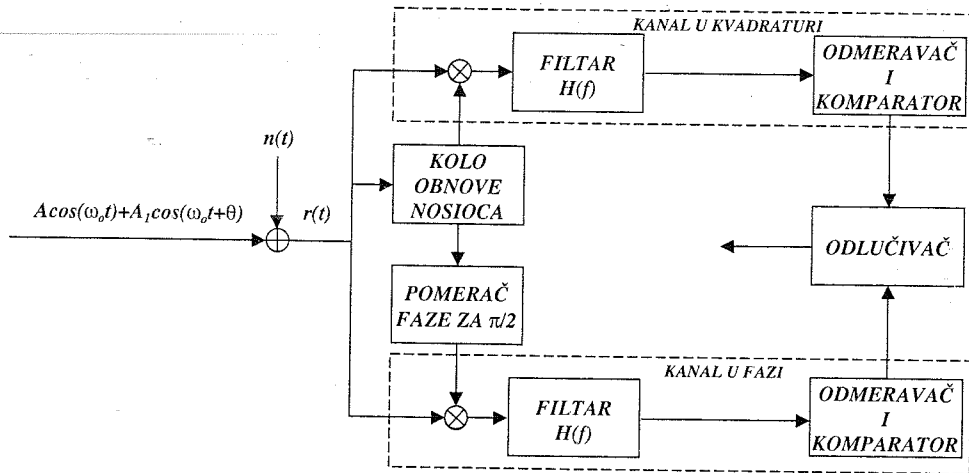 KANAL U KVADRATURI
FILTAR
H(f)
ODMERAVAČ
I
KOMPARATOR
n(t)
KOLO
OBNOVE
NOSIOCA
Acos(ω₀t)+A₁cos(ω₀t+θ)
r(t)
ODLUČIVAČ
POMERAČ
FAZE ZA π/2
KANAL U FAZI
FILTAR
H(f)
ODMERAVAČ
I
KOMPARATOR